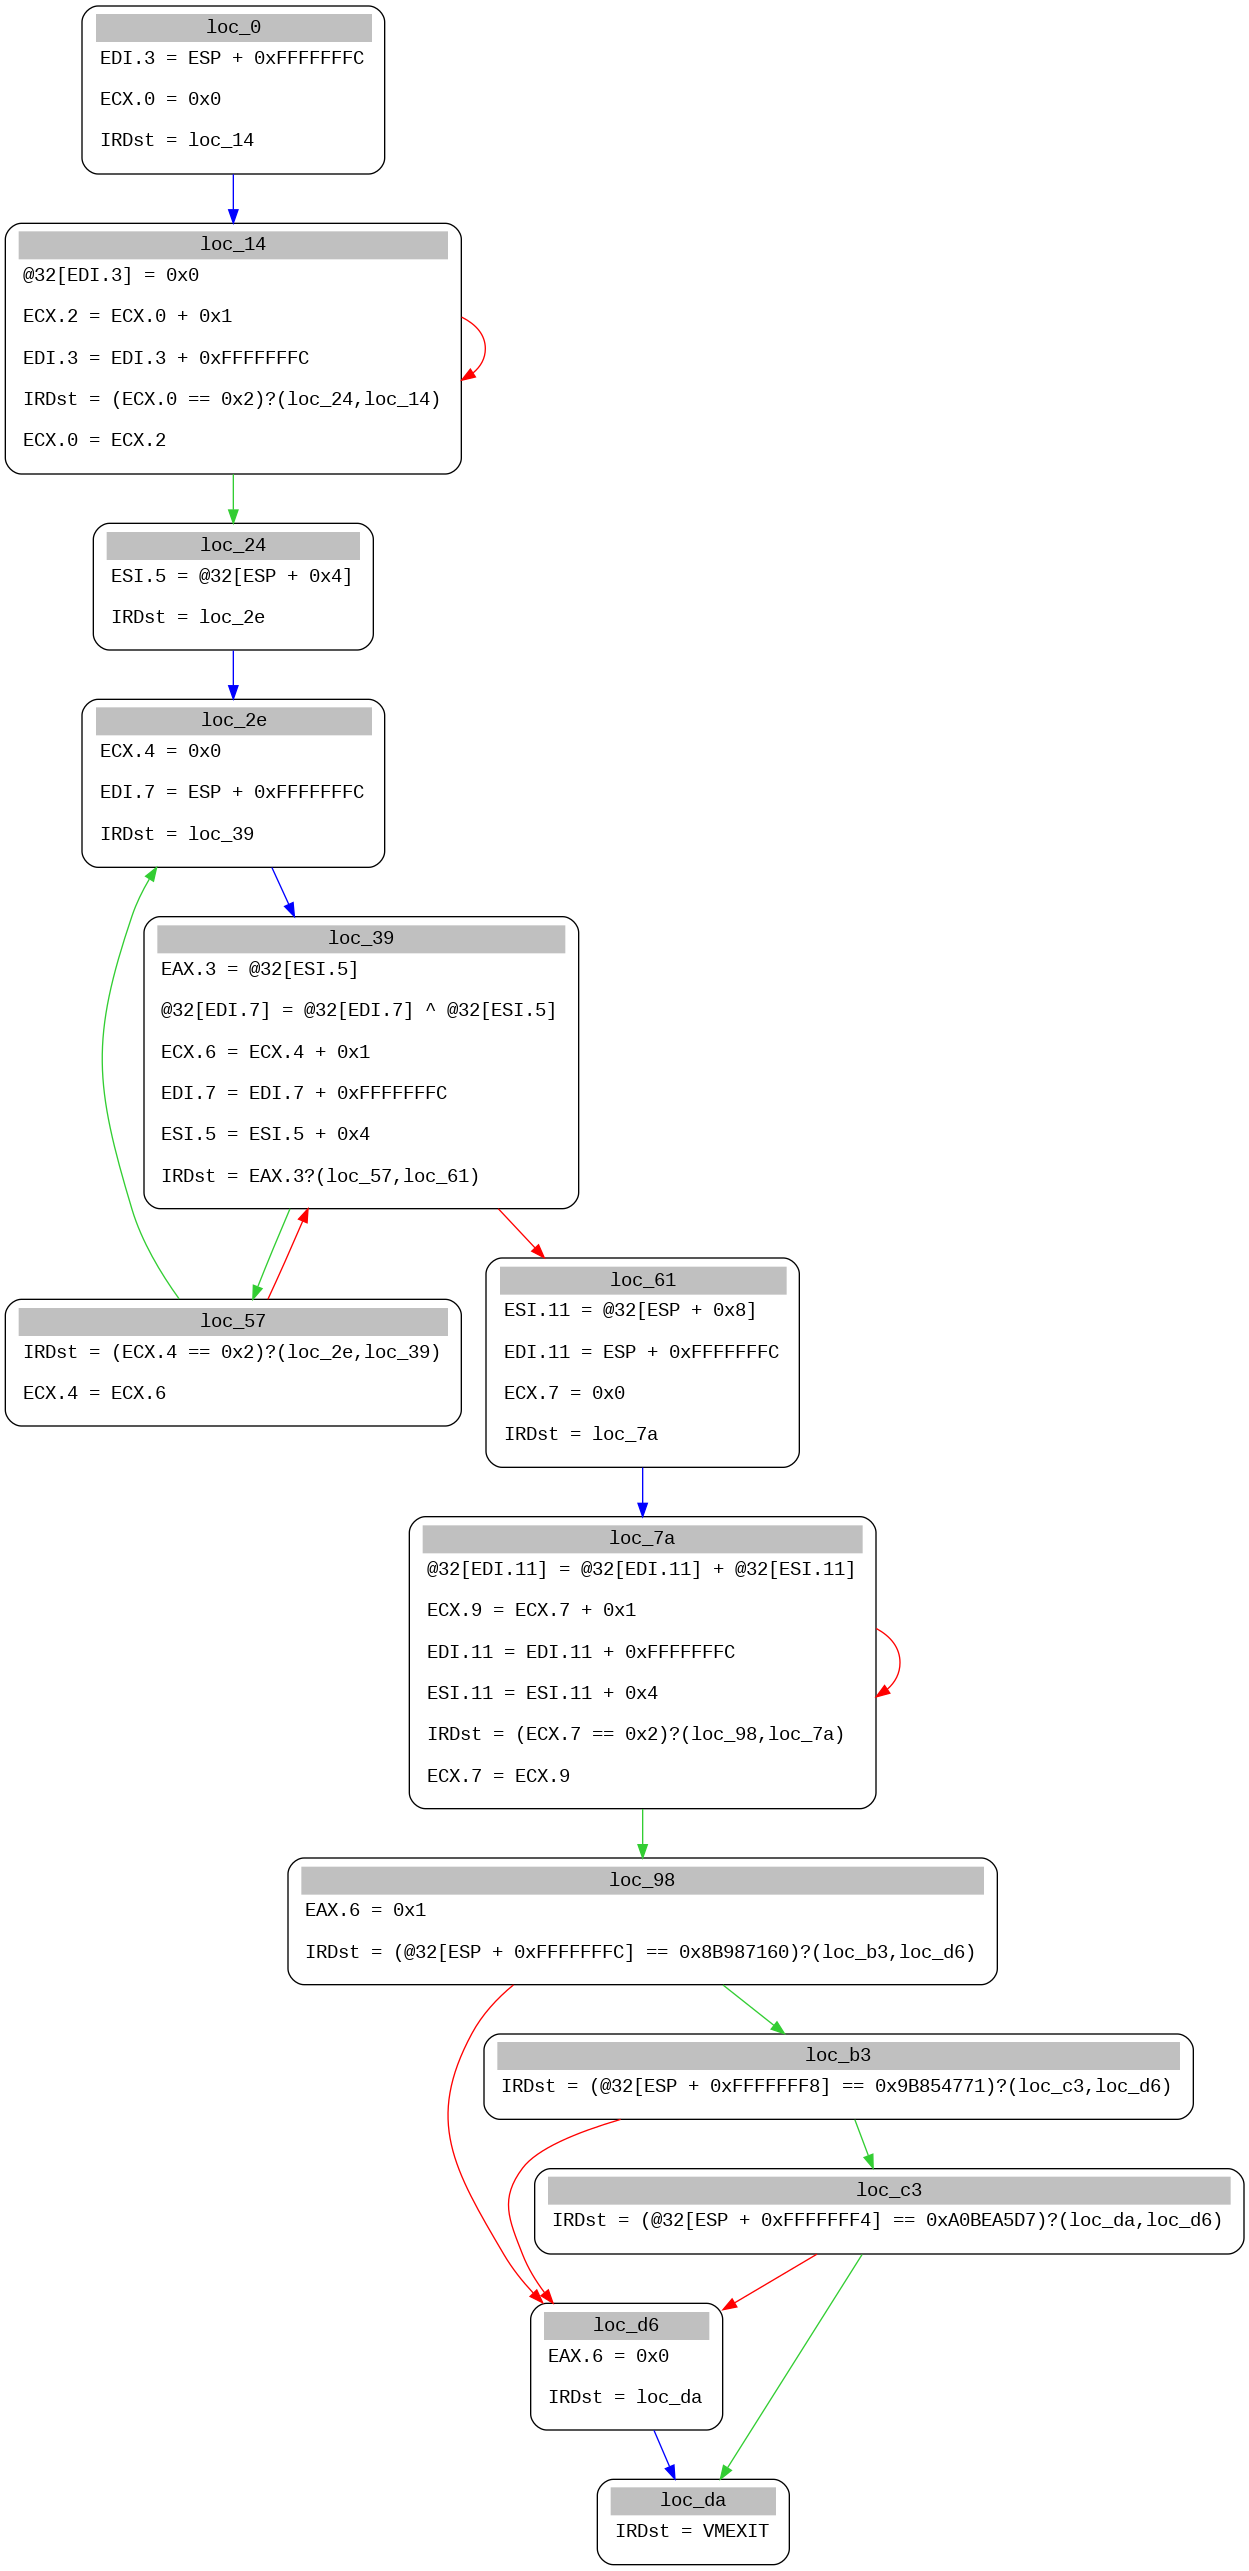 loc_0
EDI.3 = ESP + 0xFFFFFFFC
ECX.0 = 0x0
IRDst = loc_14
loc_14
@32[EDI.3] = 0x0
ECX.2 = ECX.0 + 0x1
EDI.3 = EDI.3 + 0xFFFFFFFC
IRDst = (ECX.0 == 0x2)?(loc_24,loc_14)
ECX.0 = ECX.2
loc_24
ESI.5 = @32[ESP + 0x4]
IRDst = loc_2e
loc_2e
ECX.4 = 0x0
EDI.7 = ESP + 0xFFFFFFFC
IRDst = loc_39
loc_39
EAX.3 = @32[ESI.5]
@32[EDI.7] = @32[EDI.7] ^ @32[ESI.5]
ECX.6 = ECX.4 + 0x1
EDI.7 = EDI.7 + 0xFFFFFFFC
ESI.5 = ESI.5 + 0x4
IRDst = EAX.3?(loc_57,loc_61)
loc_57
IRDst = (ECX.4 == 0x2)?(loc_2e,loc_39)
ECX.4 = ECX.6
loc_61
ESI.11 = @32[ESP + 0x8]
EDI.11 = ESP + 0xFFFFFFFC
ECX.7 = 0x0
IRDst = loc_7a
loc_7a
@32[EDI.11] = @32[EDI.11] + @32[ESI.11]
ECX.9 = ECX.7 + 0x1
EDI.11 = EDI.11 + 0xFFFFFFFC
ESI.11 = ESI.11 + 0x4
IRDst = (ECX.7 == 0x2)?(loc_98,loc_7a)
ECX.7 = ECX.9
loc_98
EAX.6 = 0x1
IRDst = (@32[ESP + 0xFFFFFFFC] == 0x8B987160)?(loc_b3,loc_d6)
loc_b3
IRDst = (@32[ESP + 0xFFFFFFF8] == 0x9B854771)?(loc_c3,loc_d6)
loc_c3
IRDst = (@32[ESP + 0xFFFFFFF4] == 0xA0BEA5D7)?(loc_da,loc_d6)
loc_d6
EAX.6 = 0x0
IRDst = loc_da
loc_da
IRDst = VMEXIT